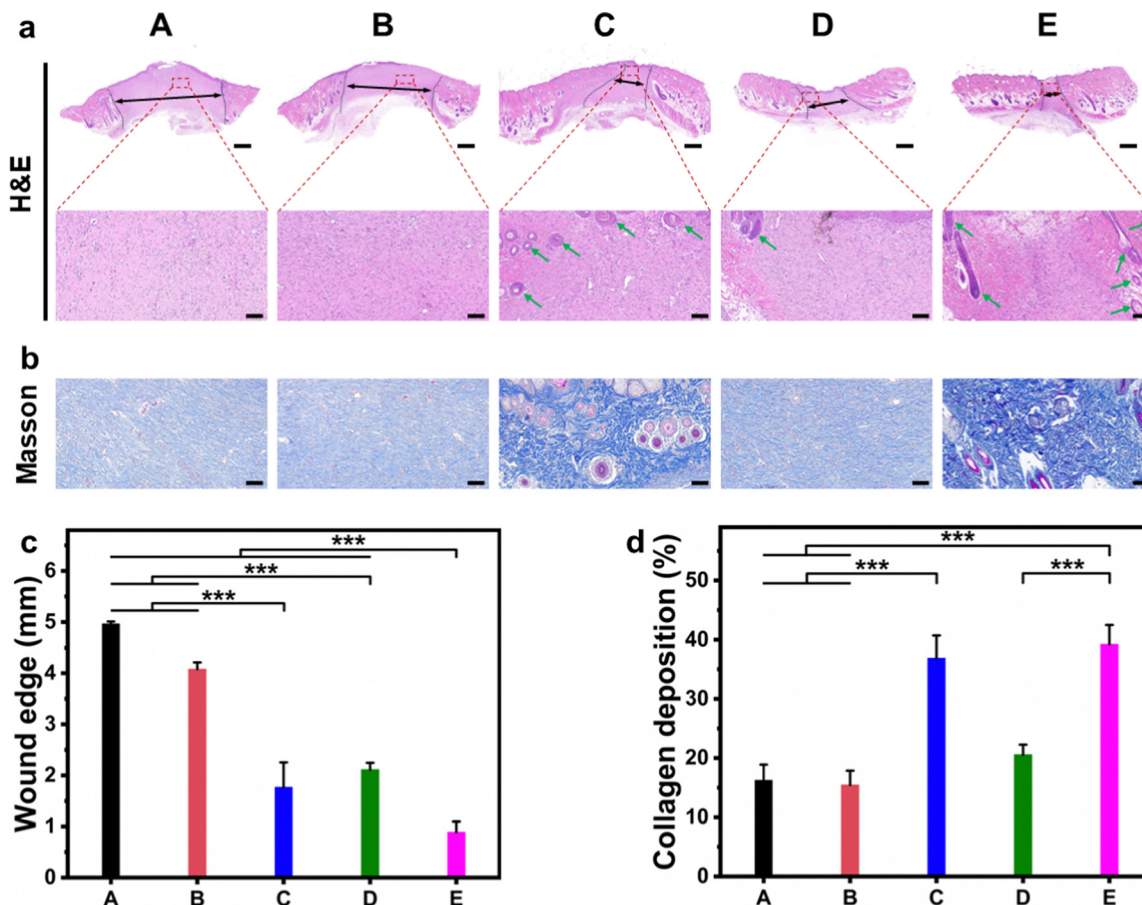 a A B C D E
H&E
b
Masson
c
***
***
***
Wound edge (mm)
6
5
4
3
2
1
0
A B C D E
d
***
***
***
Collagen deposition (%)
50
40
30
20
10
0
A B C D E